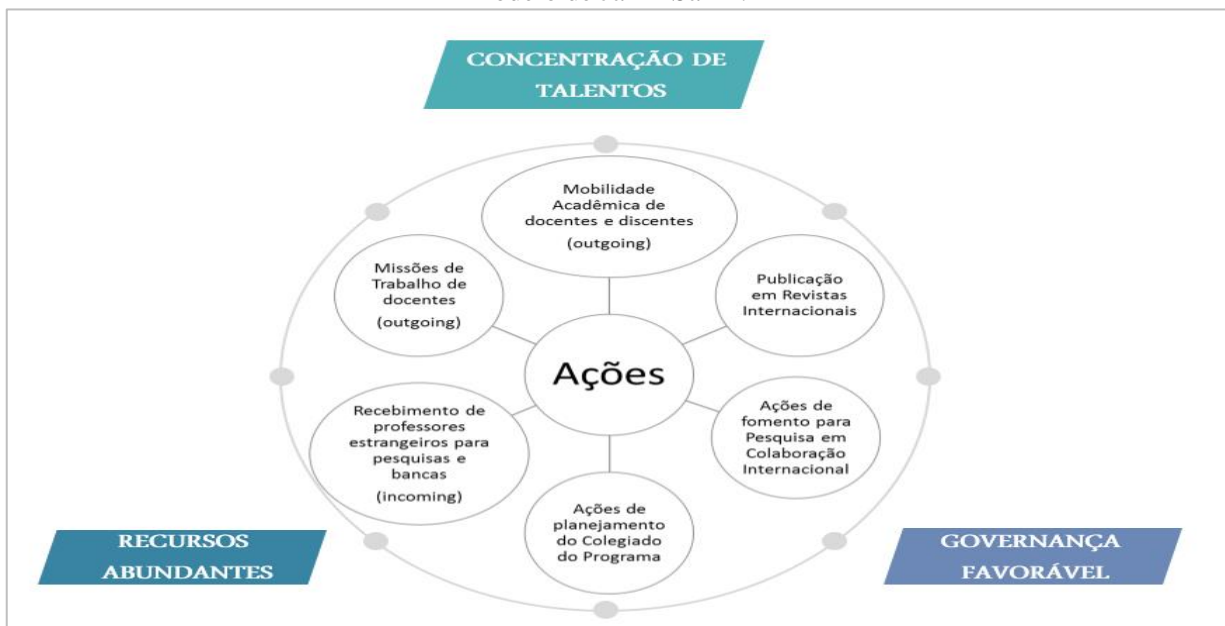 CONCENTRAÇÃO DE
TALENTOS
Mobilidade
Acadêmica de
docentes e discentes
(outgoing)
Missões de
Trabalho de
docentes
(outgoing)
Publicação
em Revistas
Internacionais
Ações
Recebimento de
professores
estrangeiros para
pesquisas e
bancas
(incoming)
Ações de
fomento para
Pesquisa em
Colaboração
Internacional
Ações de
planejamento
do Colegiado
do Programa
RECURSOS
ABUNDANTES
GOVERNANÇA
FAVORÁVEL